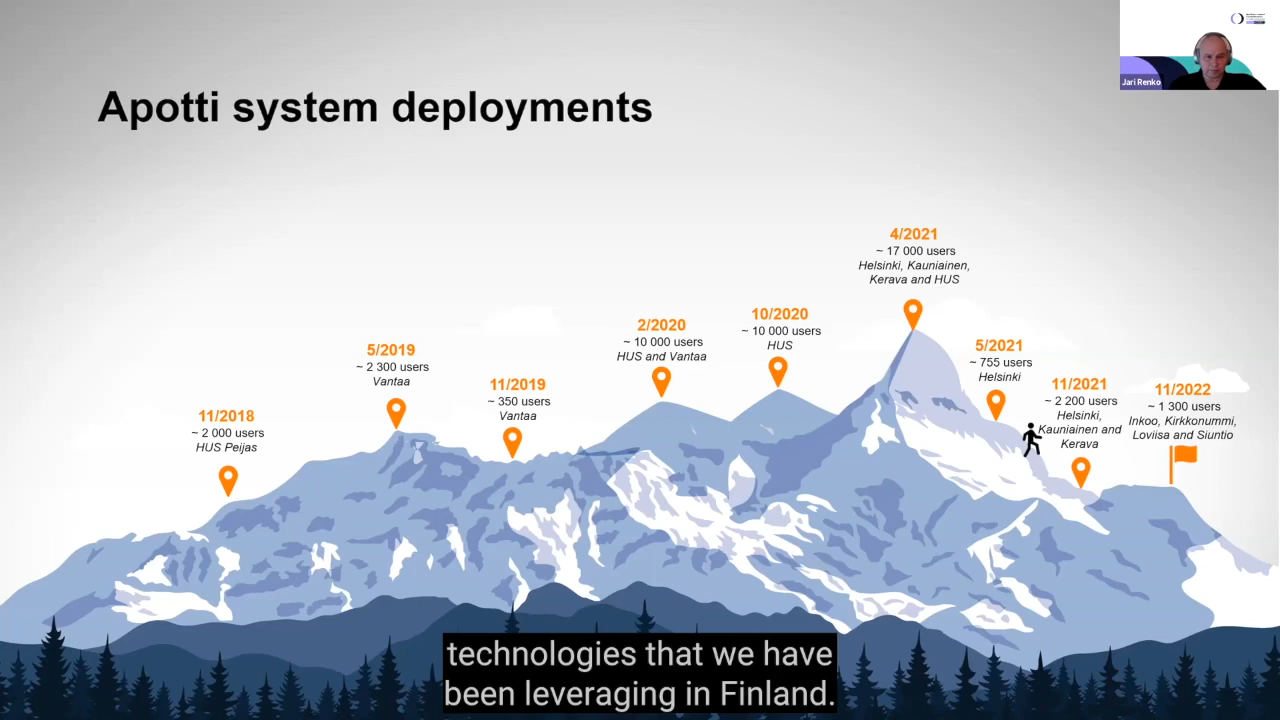 Apotti system deployments
Jari Renko
11/2018
~ 2 000 users
HUS Peijas
5/2019
~ 2 300 users
Vantaa
11/2019
~ 350 users
Vantaa
2/2020
~ 10 000 users
HUS and Vantaa
10/2020
~ 10 000 users
HUS
4/2021
~ 17 000 users
Helsinki, Kauniainen,
Kerava and HUS
5/2021
~ 755 users
Helsinki
11/2021
~ 2 200 users
Helsinki,
Kauniainen and
Kerava
11/2022
~ 1 300 users
Inkoo, Kirkkonummi,
Loviisa and Siuntio
technologies that we have
been leveraging in Finland.